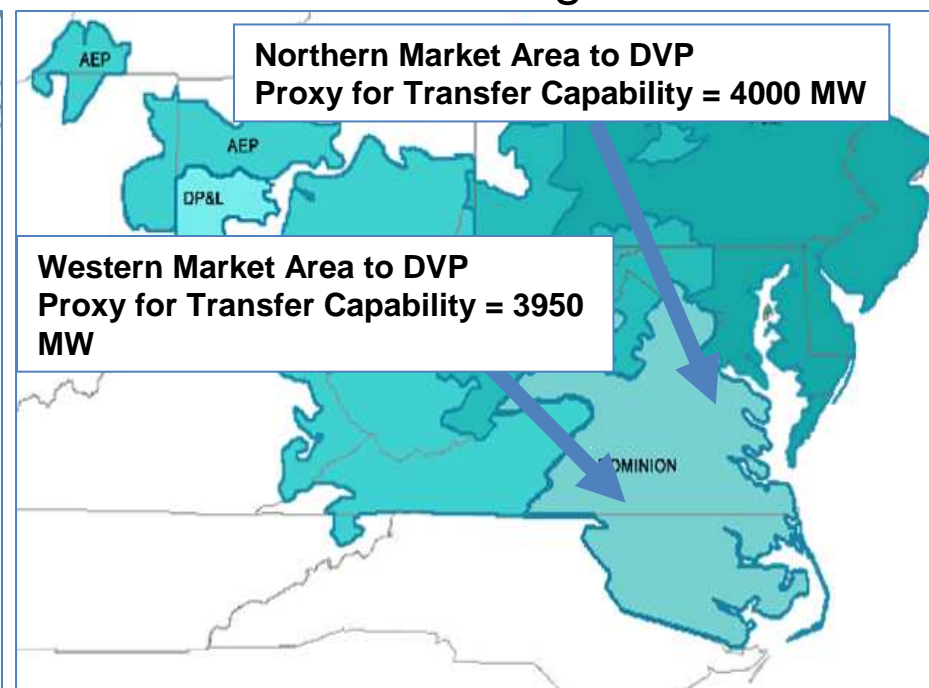 AEP
Northern Market Area to DVP
Proxy for Transfer Capability = 4000 MW
AEP
DP&L
Western Market Area to DVP
Proxy for Transfer Capability = 3950
MW